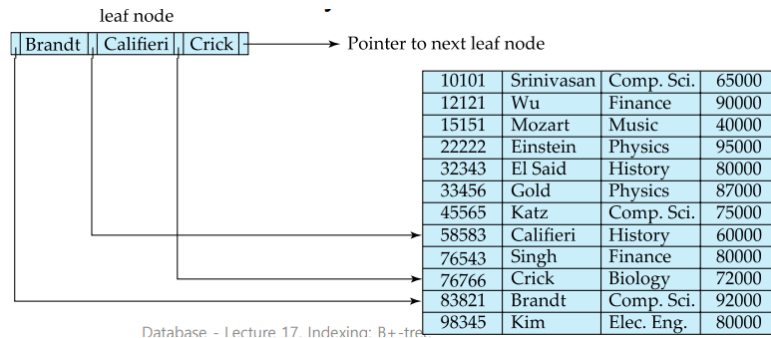 leaf node
Brandt Califieri Crick
Pointer to next leaf node
10101 Srinivasan Comp. Sci. 65000
12121 Wu Finance 90000
15151 Mozart Music 40000
22222 Einstein Physics 95000
32343 El Said History 80000
33456 Gold Physics 87000
45565 Katz Comp. Sci. 75000
58583 Califieri History 60000
76543 Singh Finance 80000
76766 Crick Biology 72000
83821 Brandt Comp. Sci. 92000
98345 Kim Elec. Eng. 80000
Database - Lecture 17. Indexing: B+-tre